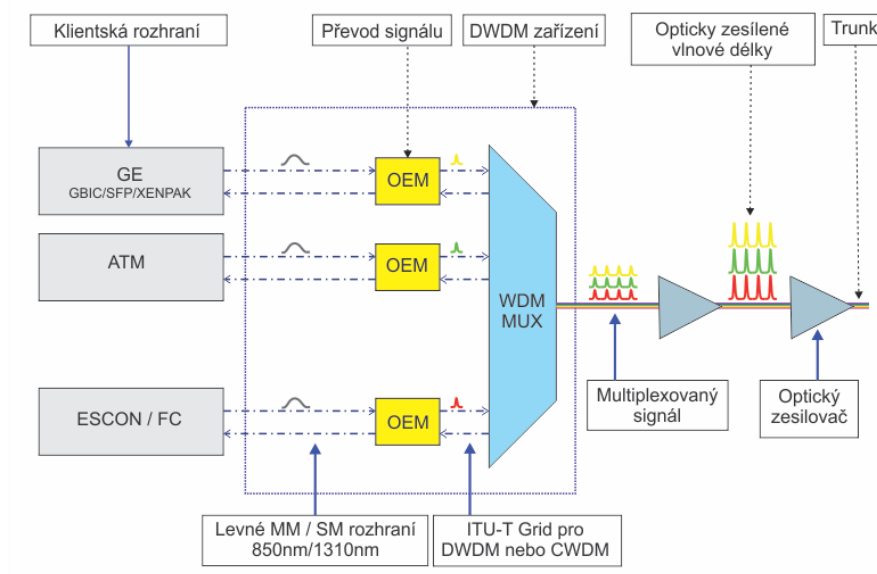 Klientská rozhraní
Převod signálu
DWDM zařízení
Opticky zesílené
vlnové délky
Trunk
GE
GBIC/SFP/XENPAK
OEM
ATM
OEM
WDM
MUX
ESCON / FC
OEM
Multiplexovaný
signál
Optický
zesilovač
Levné MM / SM rozhraní
850nm/1310nm
ITU-T Grid pro
DWDM nebo CWDM